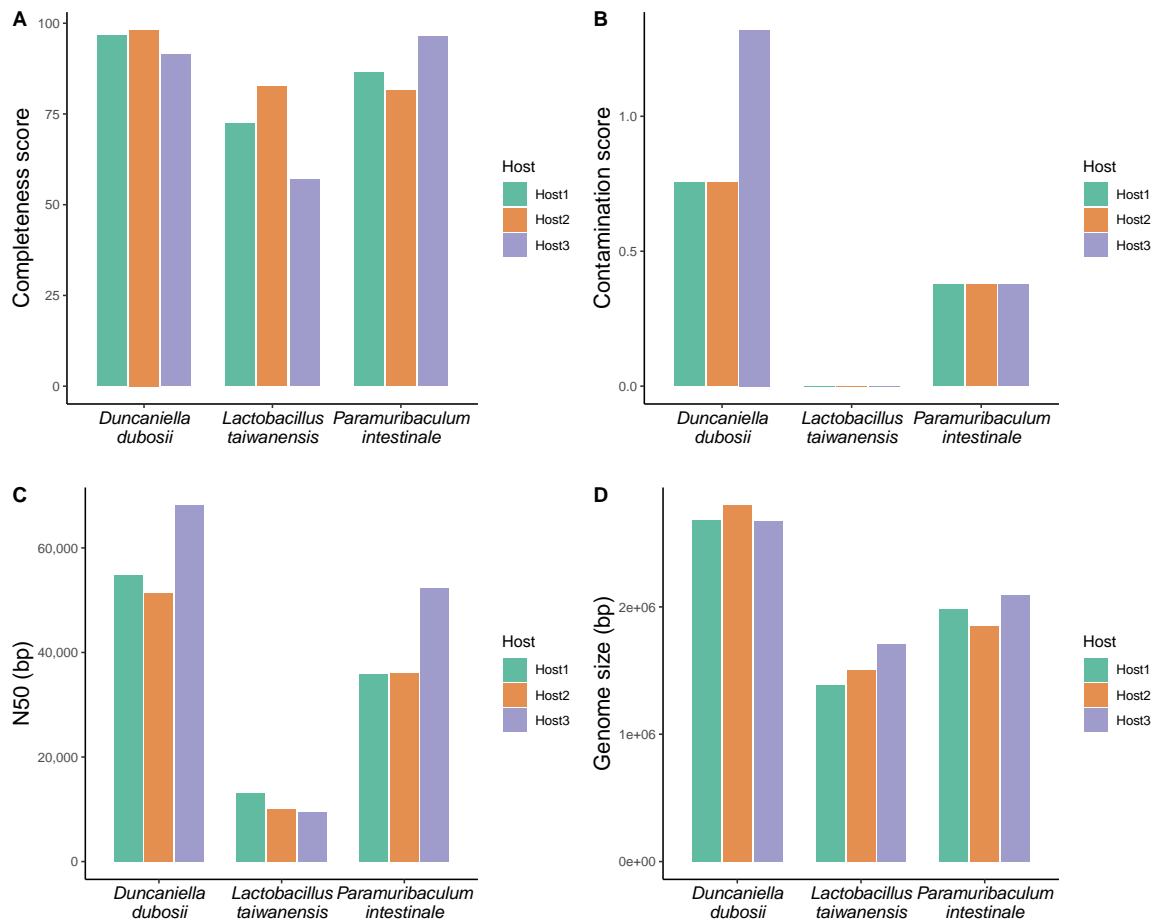 A
100
75
50
25
0
Completeness score
Duncaniella
dubosii
Lactobacillus
taiwanensis
Paramuribaculum
intestinale
Host
Host1
Host2
Host3
B
1.0
0.5
0.0
Contamination score
Duncaniella
dubosii
Lactobacillus
taiwanensis
Paramuribaculum
intestinale
Host
Host1
Host2
Host3
C
60,000
40,000
20,000
0
N50 (bp)
Duncaniella
dubosii
Lactobacillus
taiwanensis
Paramuribaculum
intestinale
Host
Host1
Host2
Host3
D
2e+06
1e+06
0e+00
Genome size (bp)
Duncaniella
dubosii
Lactobacillus
taiwanensis
Paramuribaculum
intestinale
Host
Host1
Host2
Host3